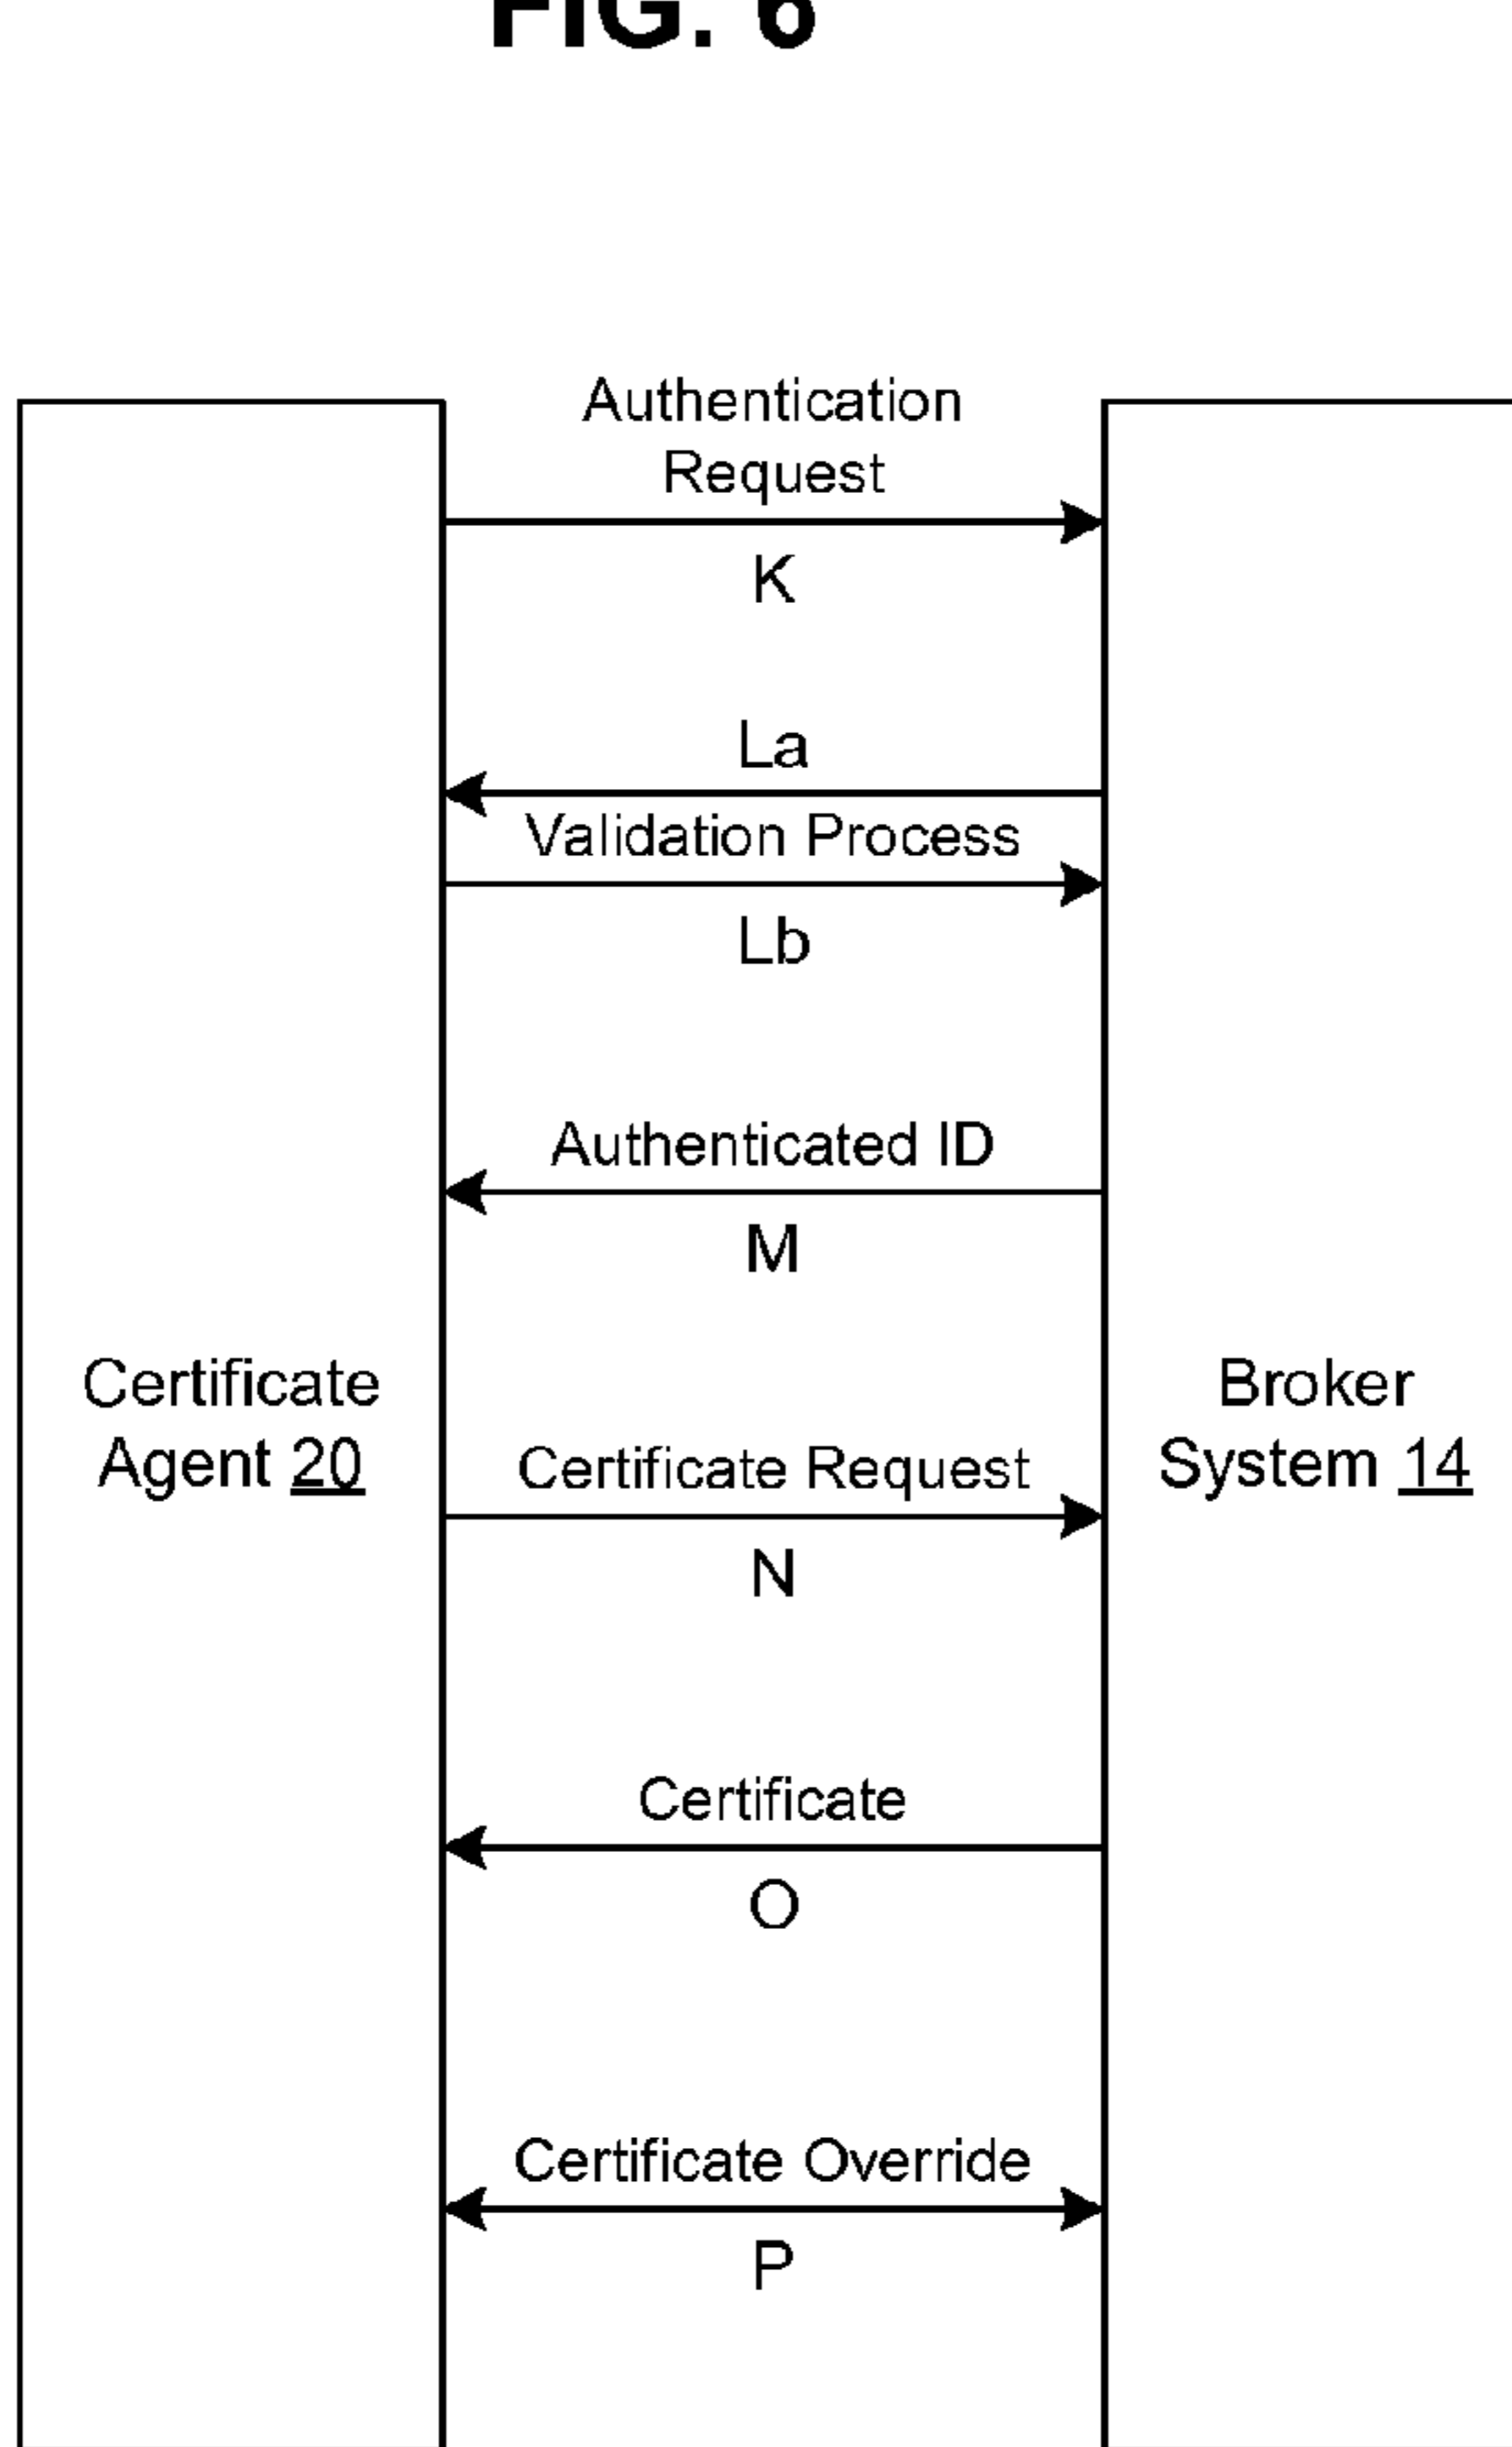 FIG. 6
Authentication
Request
K
La
Validation Process
Lb
Authenticated ID
M
Certificate
Agent 20
Broker
System 14
Certificate Request
N
Certificate
O
Certificate Override
P